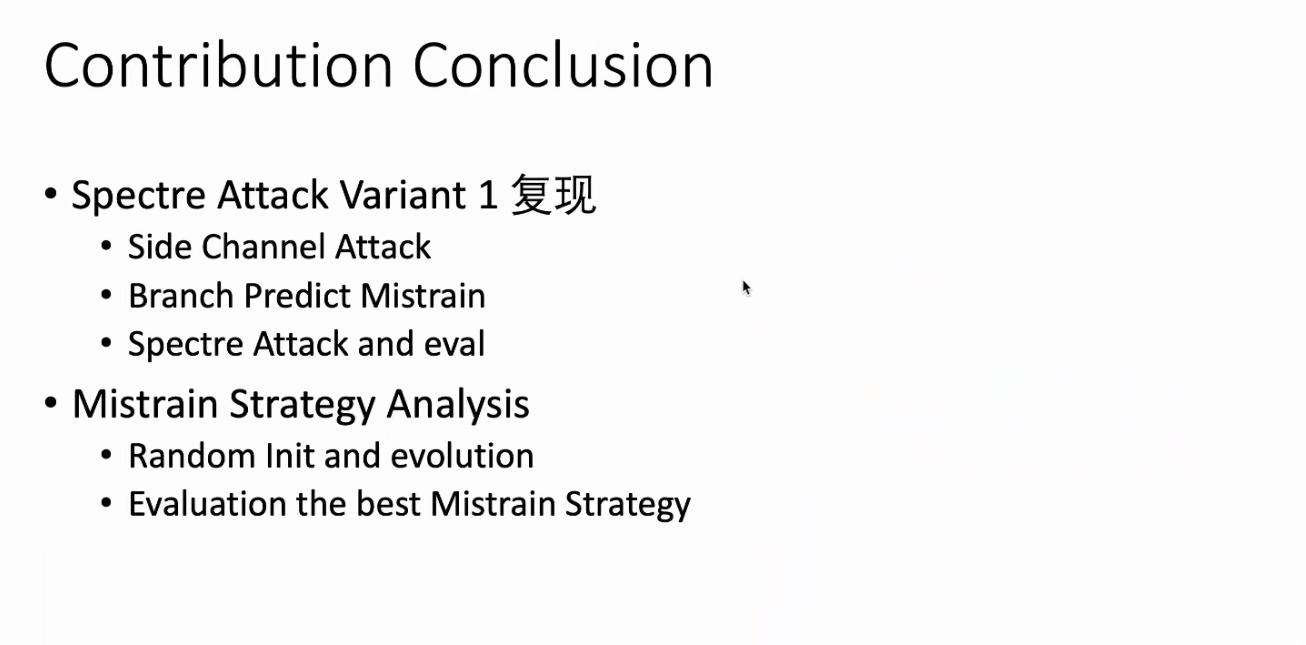 Contribution Conclusion
• Spectre Attack Variant 1 复现
• Side Channel Attack
• Branch Predict Mistrain
• Spectre Attack and eval
• Mistrain Strategy Analysis
• Random Init and evolution
• Evaluation the best Mistrain Strategy